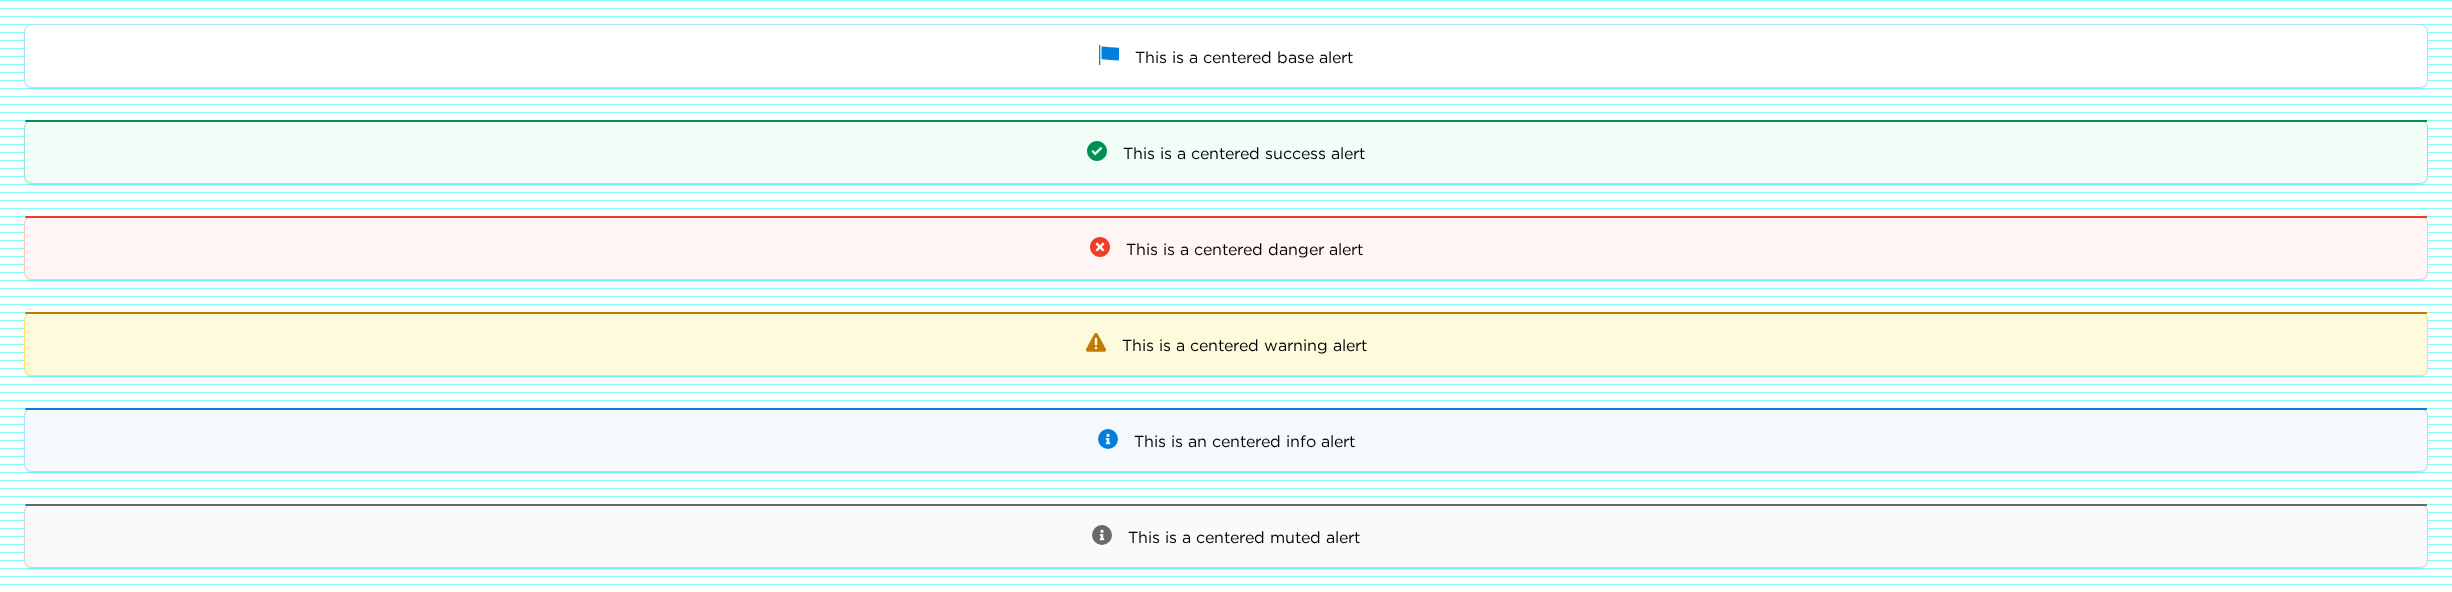 This is a centered base alert
This is a centered success alert
This is a centered danger alert
This is a centered warning alert
This is an centered info alert
This is a centered muted alert